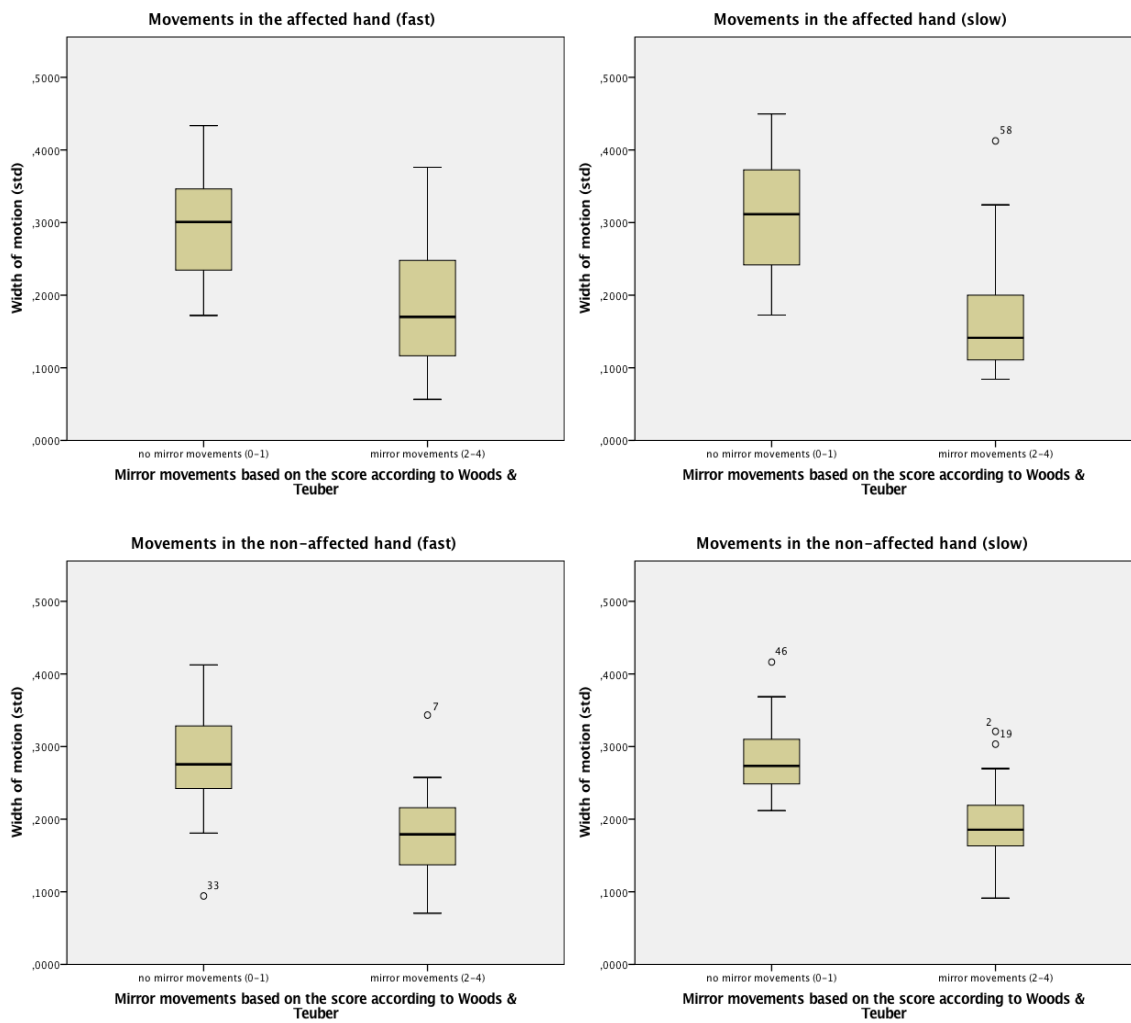 Movements in the affected hand (fast)
Width of motion (std)
,5000
,4000
,3000
,2000
,1000
,0000
no mirror movements (0-1)
mirror movements (2-4)
Mirror movements based on the score according to Woods &
Teuber
Movements in the affected hand (slow)
Width of motion (std)
,5000
,4000
,3000
,2000
,1000
,0000
58
no mirror movements (0-1)
mirror movements (2-4)
Mirror movements based on the score according to Woods &
Teuber
Movements in the non-affected hand (fast)
Width of motion (std)
,5000
,4000
,3000
,2000
,1000
,0000
7
33
no mirror movements (0-1)
mirror movements (2-4)
Mirror movements based on the score according to Woods &
Teuber
Movements in the non-affected hand (slow)
Width of motion (std)
,5000
,4000
,3000
,2000
,1000
,0000
46
2
19
no mirror movements (0-1)
mirror movements (2-4)
Mirror movements based on the score according to Woods &
Teuber